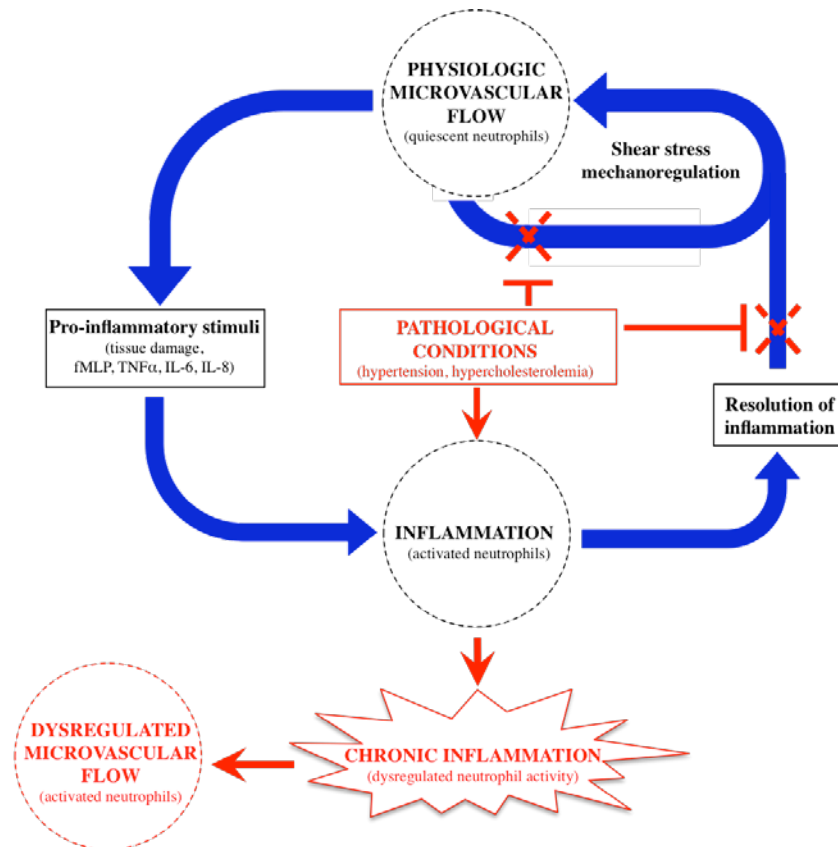 PHYSIOLOGIC
MICROVASCULAR
FLOW
(quiescent neutrophils)
Shear stress
mechanoregulation
Pro-inflammatory stimuli
(tissue damage,
fMLP, TNFα, IL-6, IL-8)
PATHOLOGICAL
CONDITIONS
(hypertension, hypercholesterolemia)
Resolution of
inflammation
INFLAMMATION
(activated neutrophils)
DYSREGULATED
MICROVASCULAR
FLOW
(activated neutrophils)
CHRONIC INFLAMMATION
(dysregulated neutrophil activity)